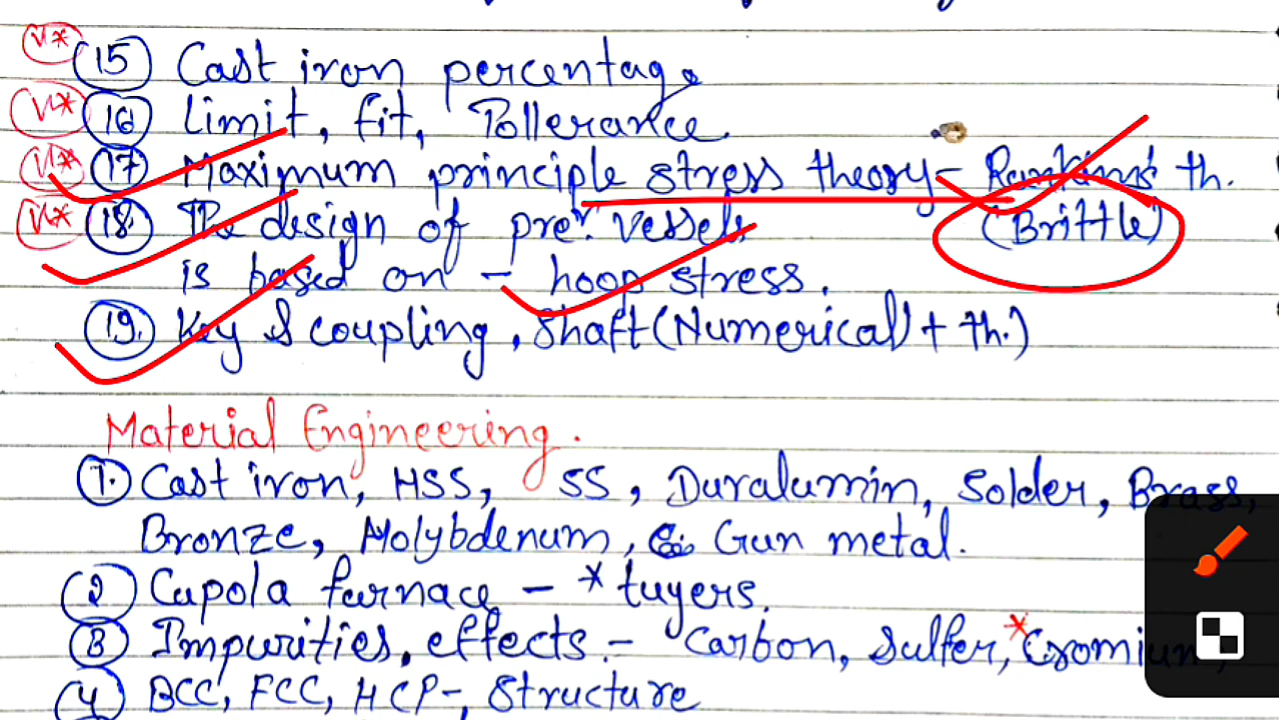 V* (15) Cast iron percentage
V* (16) Limit, fit, Tollerance.
V* (17) Maximum principle stress theory - Rankins' th.
V* (18) The design of pre. vessels (Brittle)
is based on - hoop stress.
(19.) Key & coupling, Shaft (Numerical) + th.)
Material Engineering.
(1.) Cast iron, HSS, SS, Duralumin, Solder, Brass,
Bronze, Molybdenum, Gun metal.
(2) Cupola furnace - * tuyers.
(3) Impurities, effects. - Carbon, Sulfer, *Cromium,
(4) BCC, FCC, HCP-, Structure